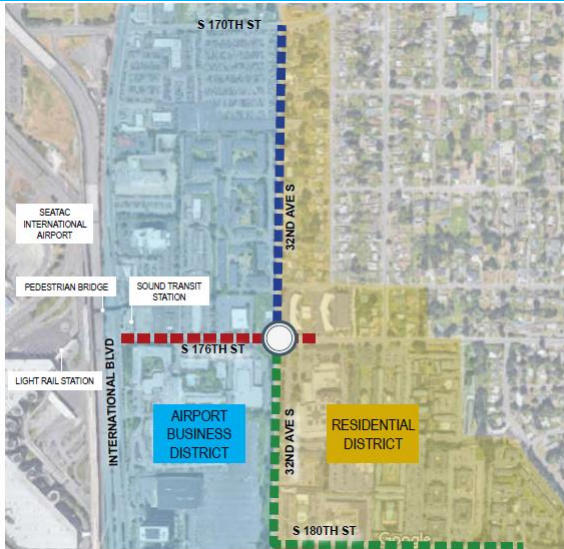 S 170TH ST
32ND AVE S
SEATAC
INTERNATIONAL
AIRPORT
PEDESTRIAN BRIDGE
SOUND TRANSIT
STATION
S 176TH ST
LIGHT RAIL STATION
INTERNATIONAL BLVD
AIRPORT
BUSINESS
DISTRICT
32ND AVE S
RESIDENTIAL
DISTRICT
S 180TH ST
Google